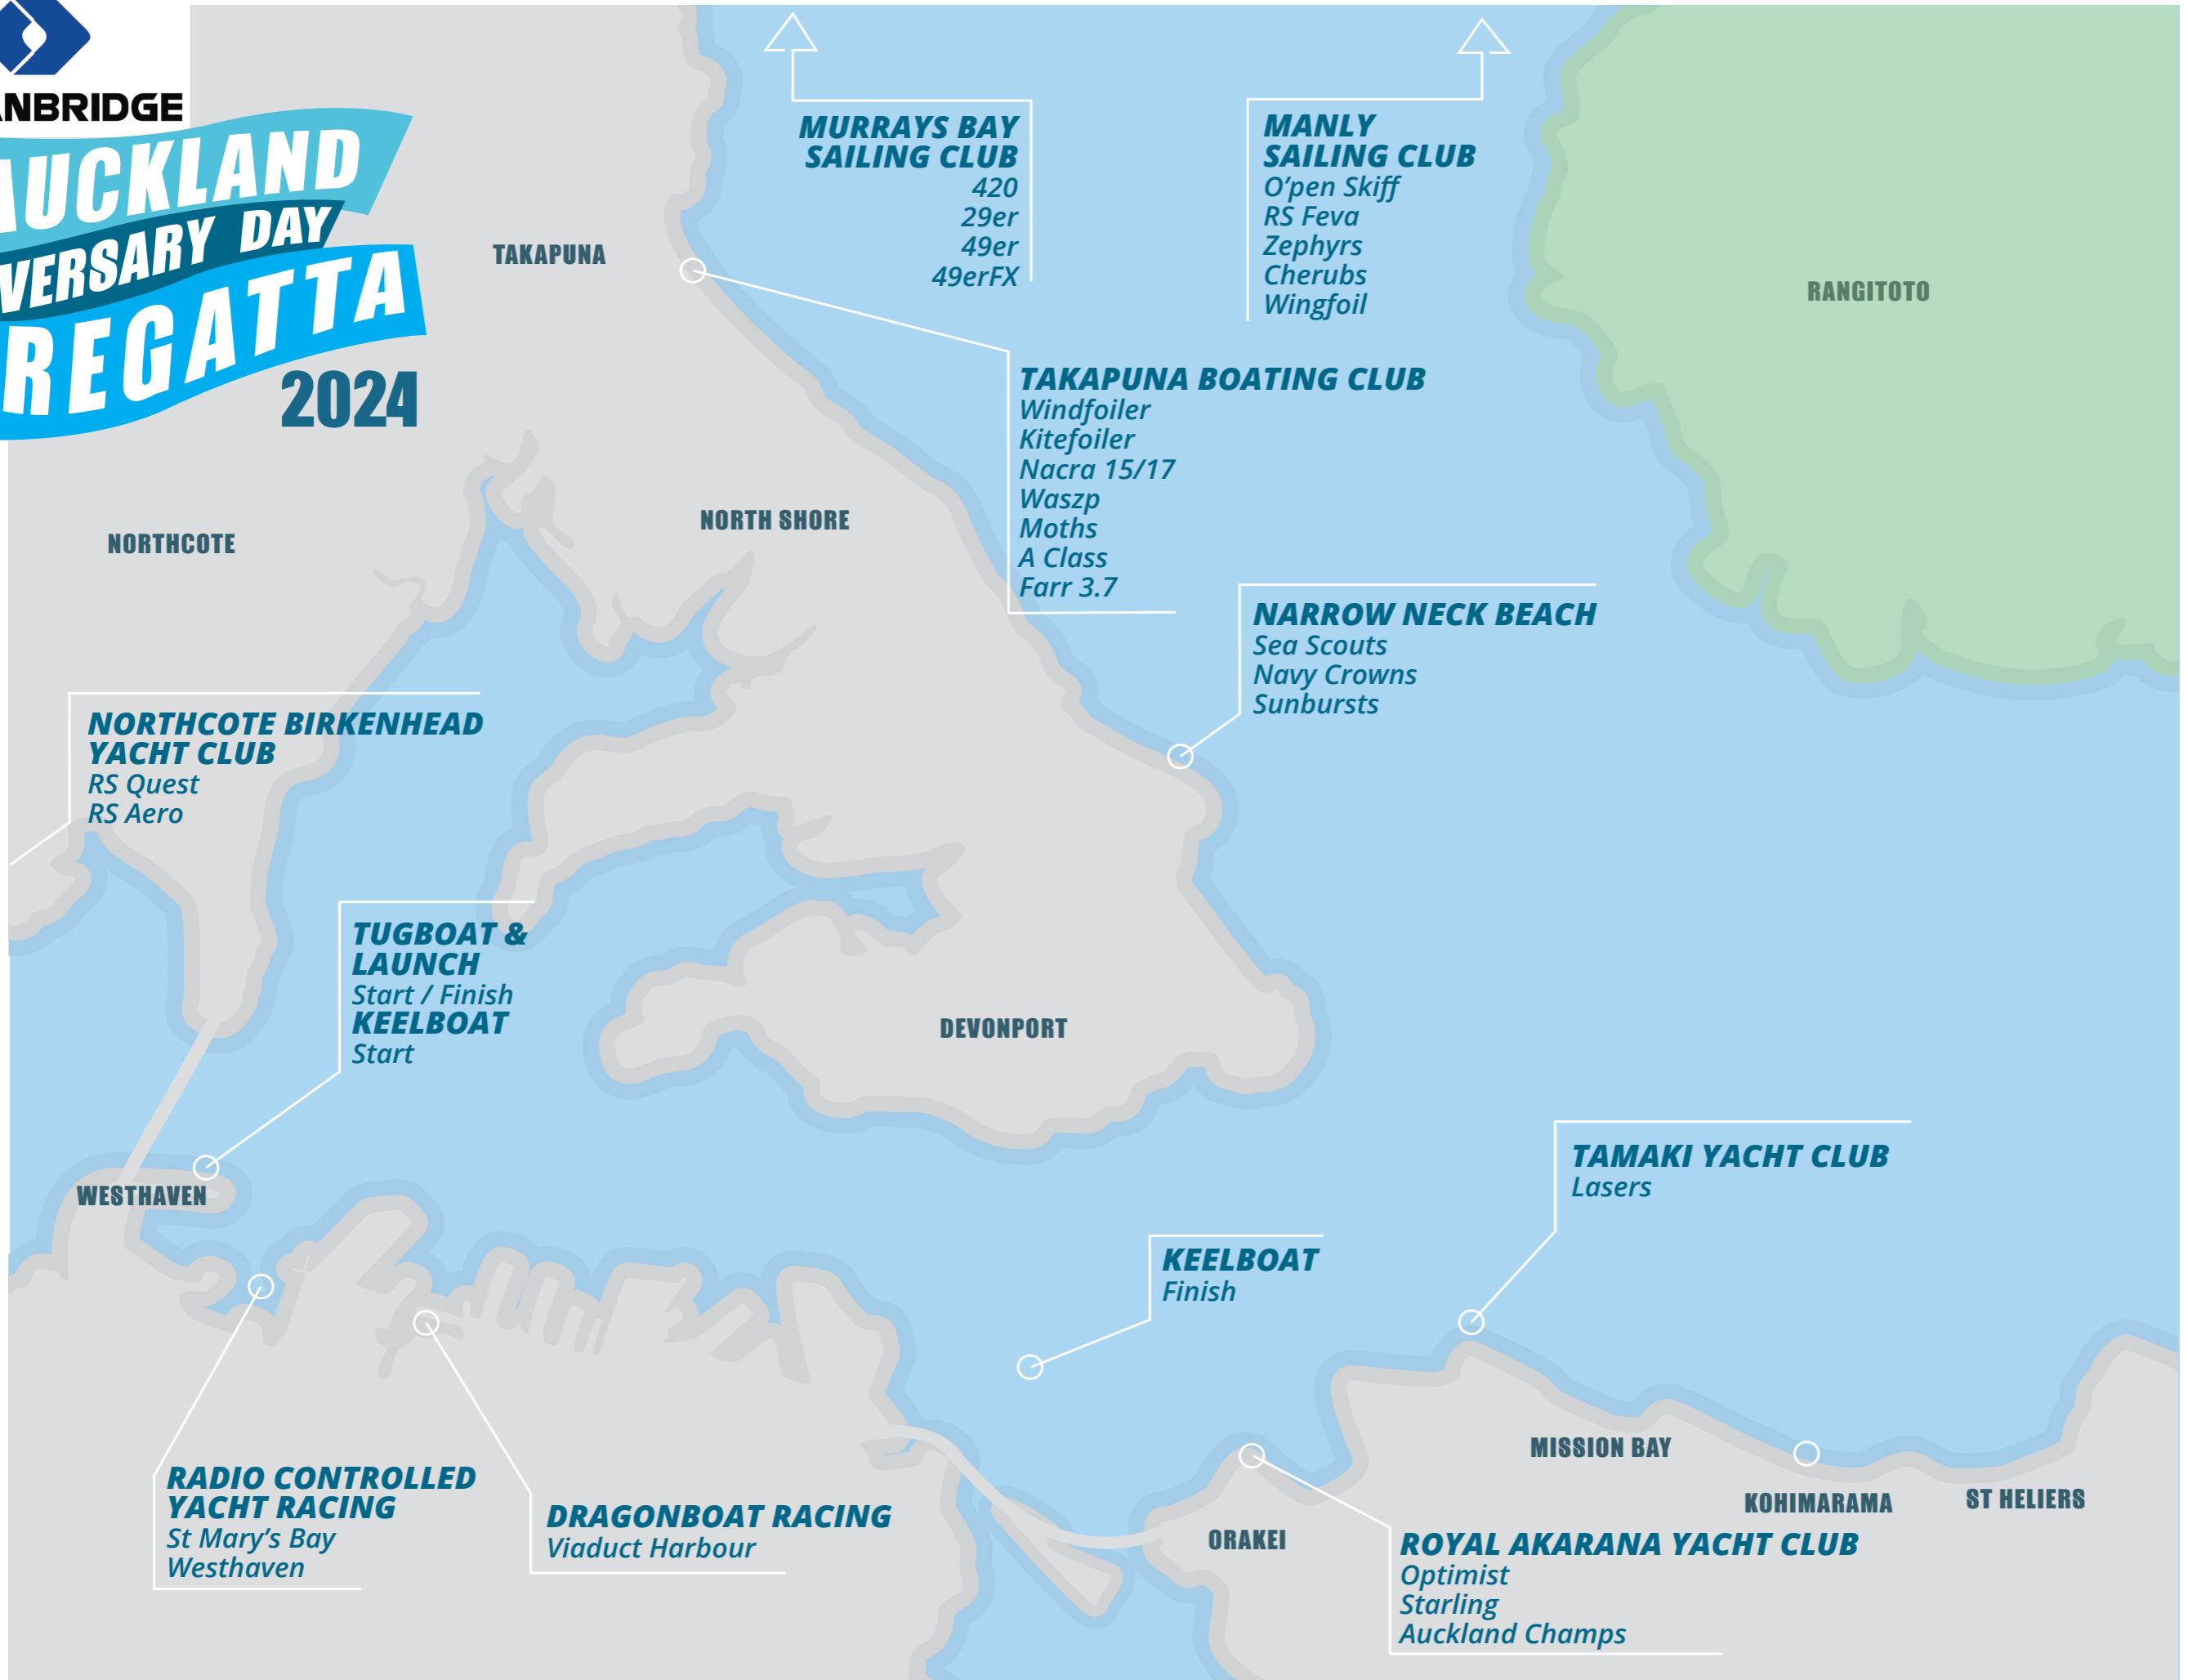 ANBRIDGE
AUCKLAND
VERSARY DAY
REGATTA
2024
MURRAYS BAY
SAILING CLUB
420
29er
49er
49erFX
MANLY
SAILING CLUB
O'pen Skiff
RS Feva
Zephyrs
Cherubs
Wingfoil
TAKAPUNA
RANGITOTO
TAKAPUNA BOATING CLUB
Windfoiler
Kitefoiler
Nacra 15/17
Waszp
Moths
A Class
Farr 3.7
NORTH SHORE
NORTHCOTE
NARROW NECK BEACH
Sea Scouts
Navy Crowns
Sunbursts
NORTHCOTE BIRKENHEAD
YACHT CLUB
RS Quest
RS Aero
TUGBOAT &
LAUNCH
Start / Finish
KEELBOAT
Start
DEVONPORT
WESTHAVEN
TAMAKI YACHT CLUB
Lasers
KEELBOAT
Finish
MISSION BAY
KOHIMARAMA
ST HELIERS
RADIO CONTROLLED
YACHT RACING
St Mary's Bay
Westhaven
DRAGONBOAT RACING
Viaduct Harbour
ORAKEI
ROYAL AKARANA YACHT CLUB
Optimist
Starling
Auckland Champs